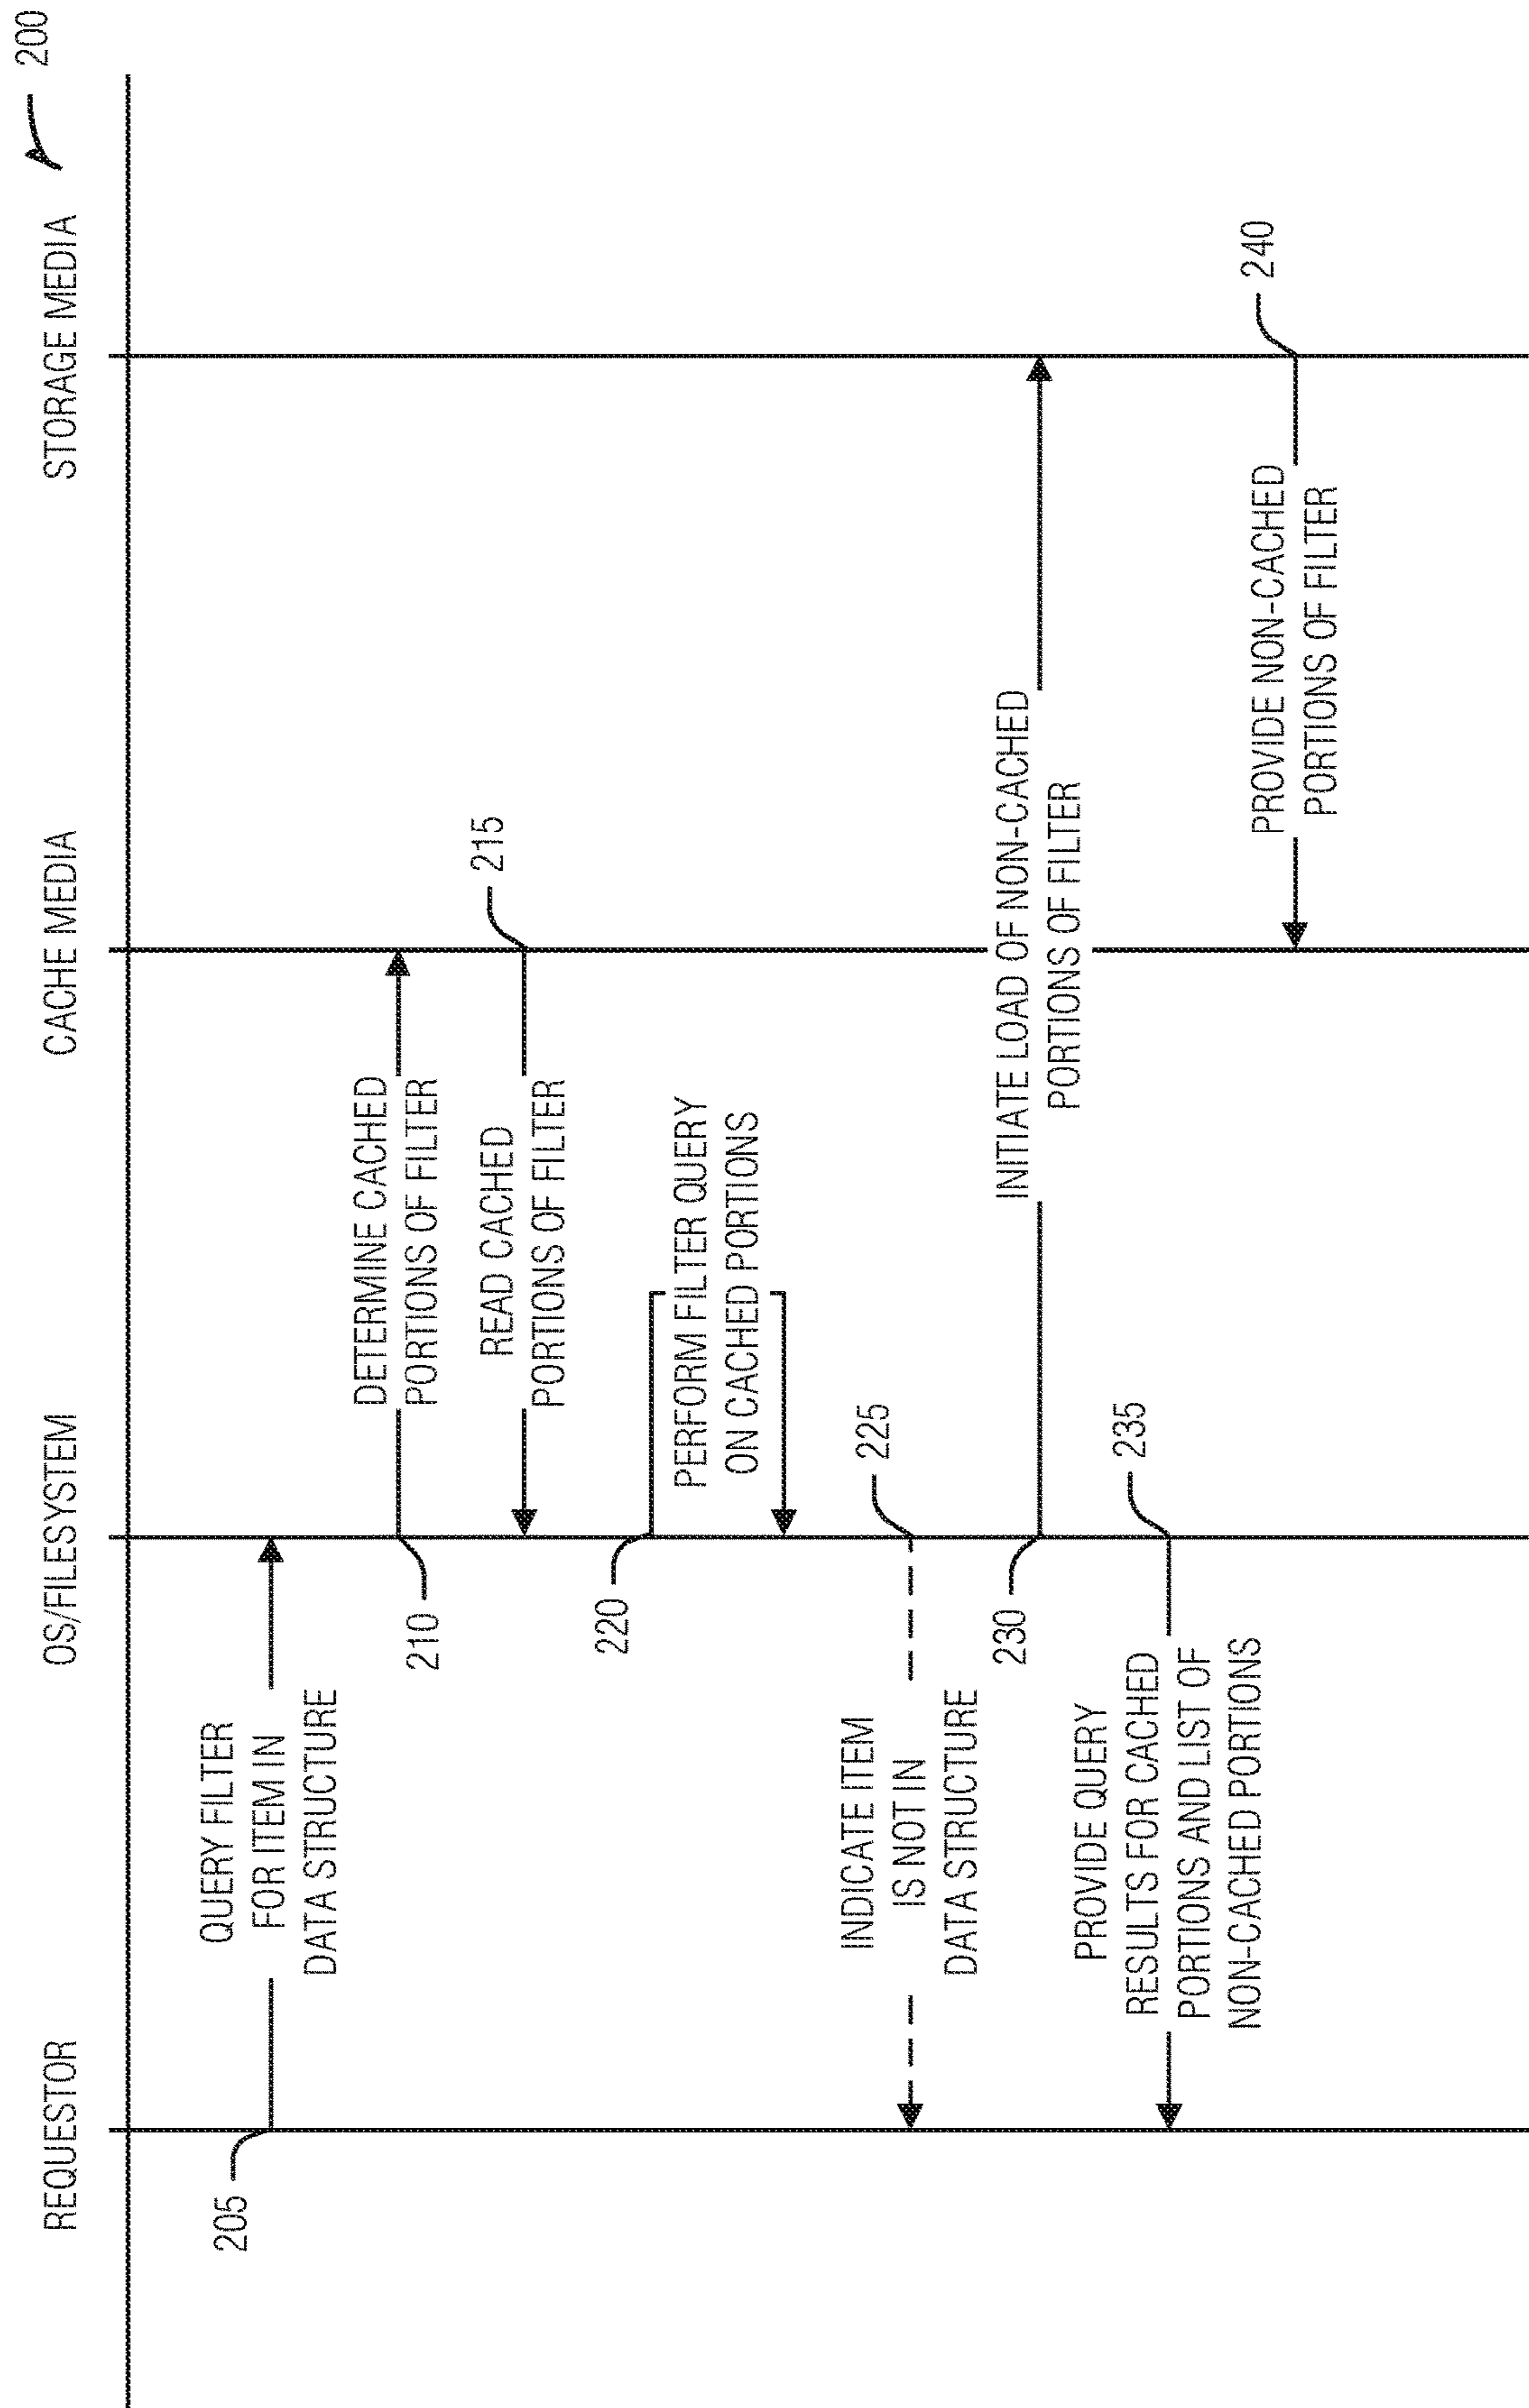 200
REQUESTOR
OS/FILESYSTEM
CACHE MEDIA
STORAGE MEDIA
205
QUERY FILTER
FOR ITEM IN
DATA STRUCTURE
210
DETERMINE CACHED
PORTIONS OF FILTER
215
READ CACHED
PORTIONS OF FILTER
220
PERFORM FILTER QUERY
ON CACHED PORTIONS
225
INDICATE ITEM
IS NOT IN
DATA STRUCTURE
230
INITIATE LOAD OF NON-CACHED
PORTIONS OF FILTER
235
PROVIDE QUERY
RESULTS FOR CACHED
PORTIONS AND LIST OF
NON-CACHED PORTIONS
240
PROVIDE NON-CACHED
PORTIONS OF FILTER